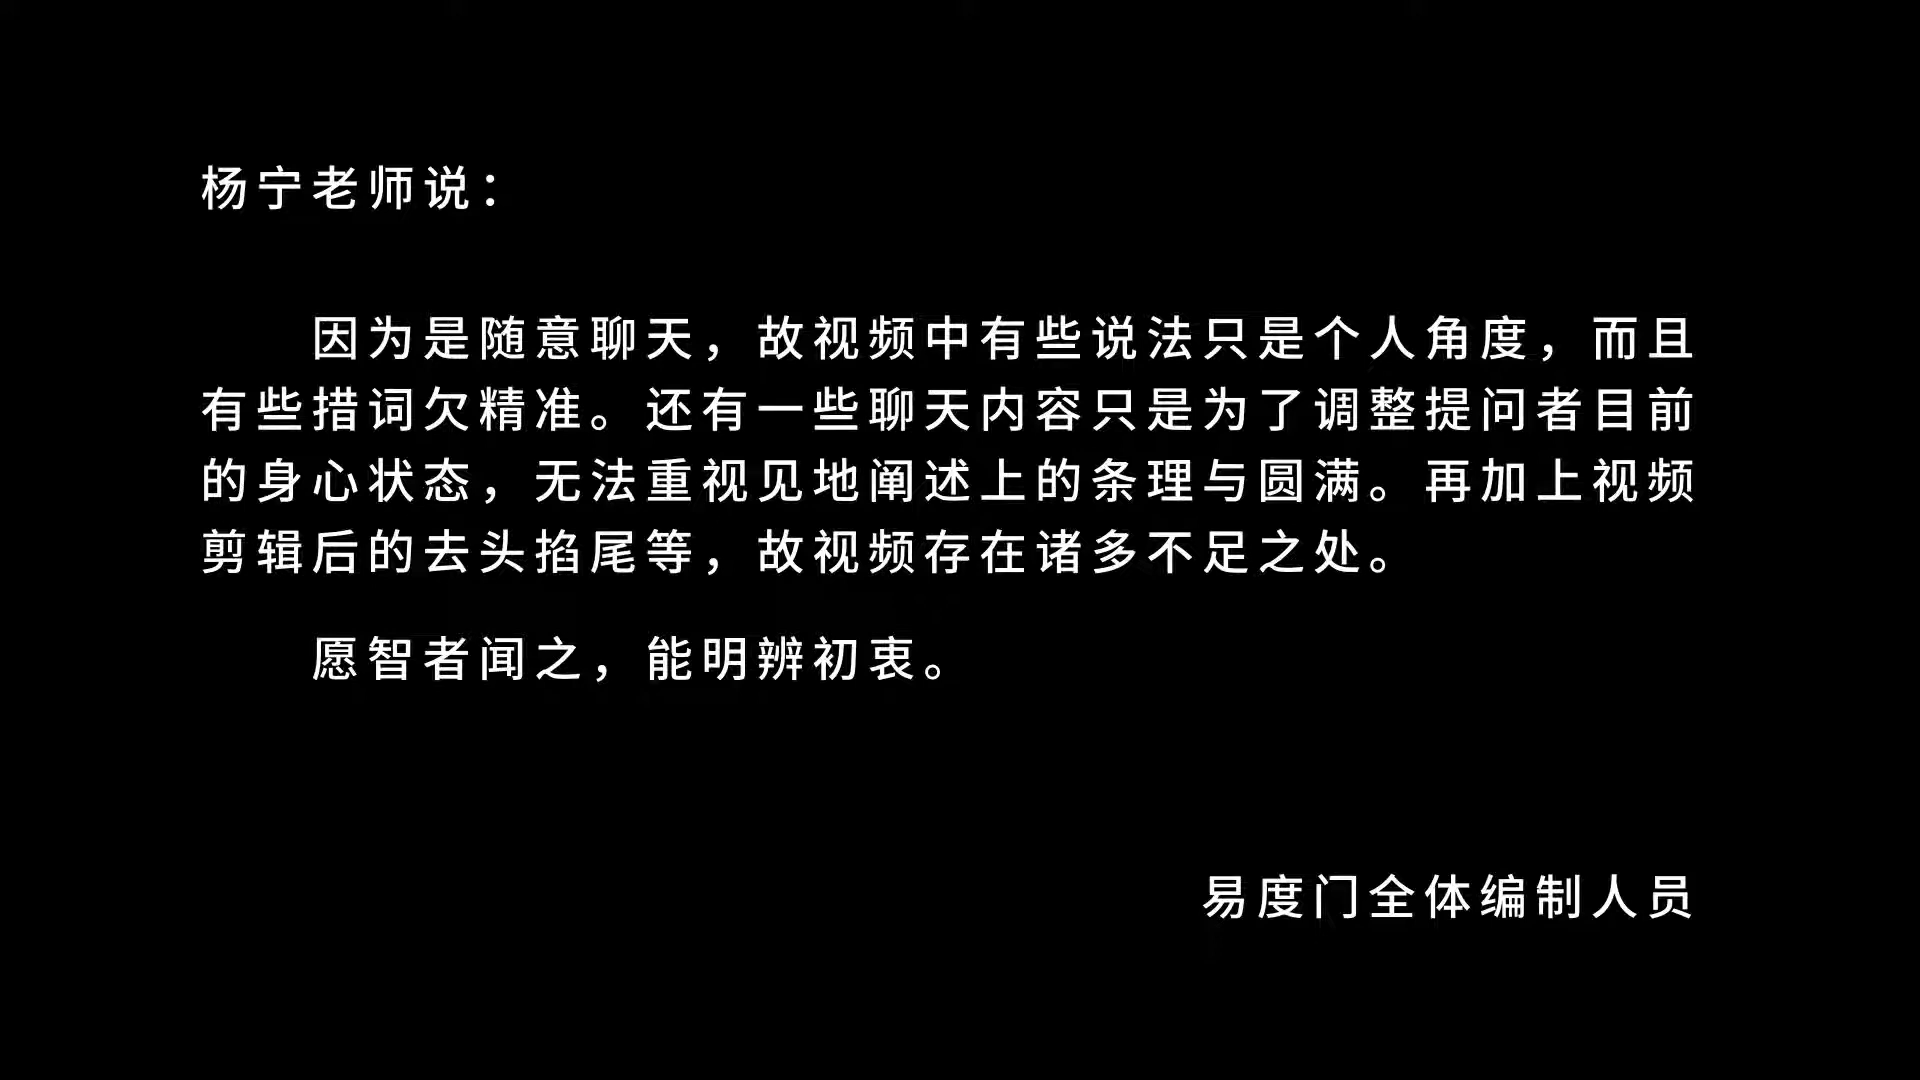 杨宁老师说：
因为是随意聊天，故视频中有些说法只是个人角度，而且
有些措词欠精准。还有一些聊天内容只是为了调整提问者目前
的身心状态，无法重视见地阐述上的条理与圆满。再加上视频
剪辑后的去头掐尾等，故视频存在诸多不足之处。
愿智者闻之，能明辨初衷。
易度门全体编制人员